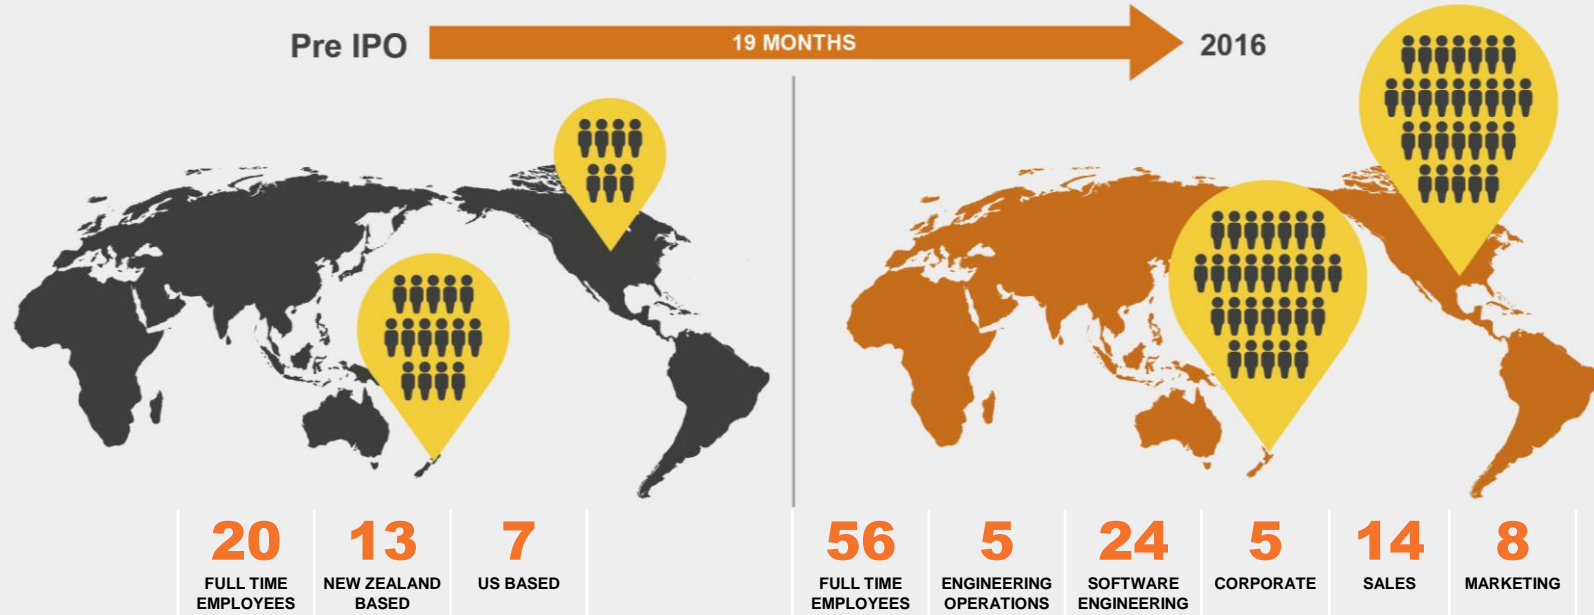 Pre IPO
19 MONTHS
2016
20
FULL TIME
EMPLOYEES
13
NEW ZEALAND
BASED
7
US BASED
56
FULL TIME
EMPLOYEES
5
ENGINEERING
OPERATIONS
24
SOFTWARE
ENGINEERING
5
CORPORATE
14
SALES
8
MARKETING